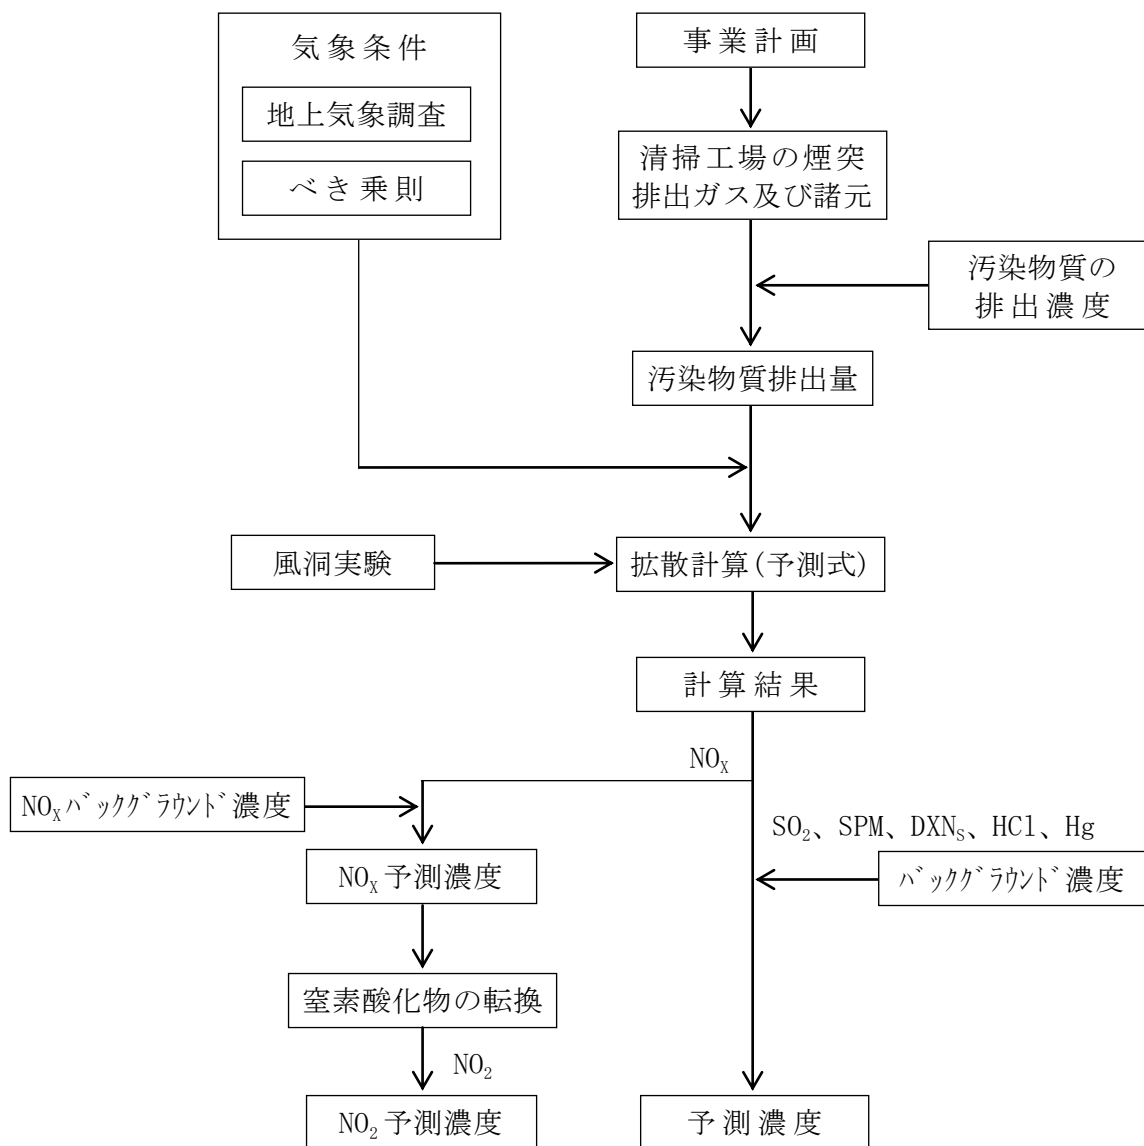 気象条件
地上気象調査
べき乗則
事業計画
清掃工場の煙突
排出ガス及び諸元
汚染物質の
排出濃度
汚染物質排出量
風洞実験
拡散計算(予測式)
計算結果
NOX
NOXﾊﾞｯｸｸﾞﾗｳﾝﾄﾞ濃度
SO2、SPM、DXNS、HCl、Hg
ﾊﾞｯｸｸﾞﾗｳﾝﾄﾞ濃度
NOX予測濃度
窒素酸化物の転換
NO2
NO2予測濃度
予測濃度